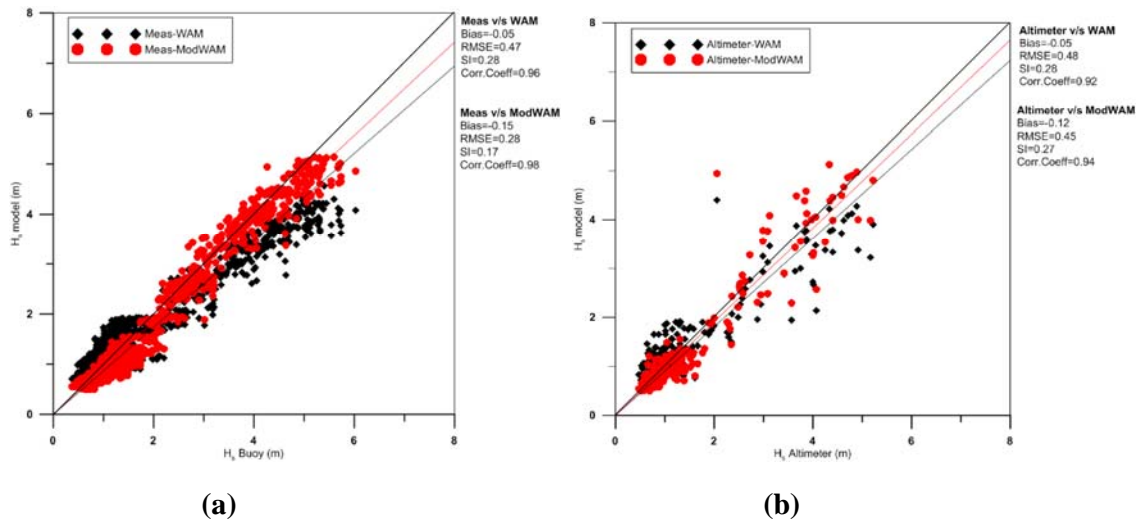 Meas-WAM
Meas-ModWAM
Meas v/s WAM
Bias=-0.05
RMSE=0.47
SI=0.28
Corr.Coeff=0.96
Meas v/s ModWAM
Bias=-0.15
RMSE=0.28
SI=0.17
Corr.Coeff=0.98
8
6
4
2
0
Hs model (m)
0 2 4 6 8
Hs Buoy (m)
(a)
Altimeter-WAM
Altimeter-ModWAM
Altimeter v/s WAM
Bias=-0.05
RMSE=0.48
SI=0.28
Corr.Coeff=0.92
Altimeter v/s ModWAM
Bias=-0.12
RMSE=0.45
SI=0.27
Corr.Coeff=0.94
8
6
4
2
0
Hs model (m)
0 2 4 6 8
Hs Altimeter (m)
(b)